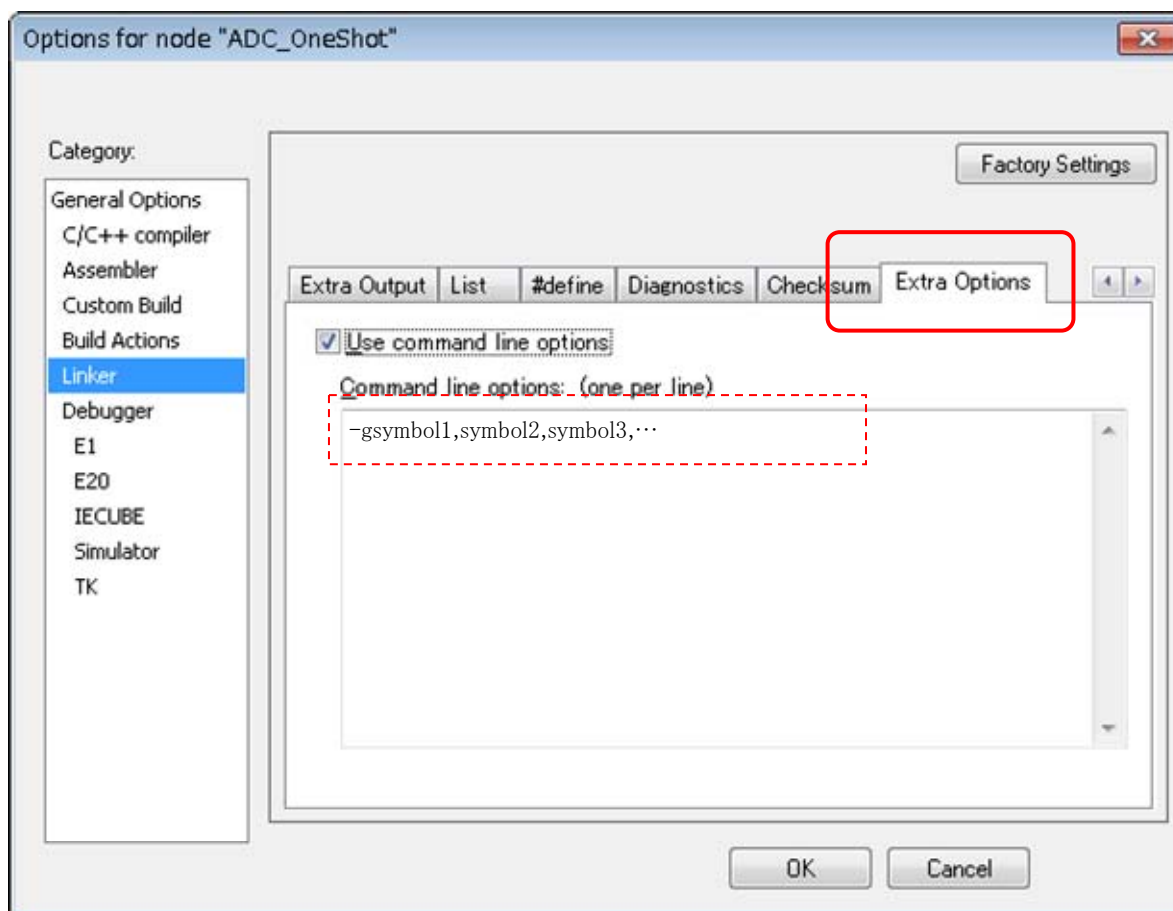 Options for node "ADC_OneShot"
Category:
Factory Settings
General Options
C/C++ compiler
Assembler
Custom Build
Build Actions
Linker
Debugger
E1
E20
IECUBE
Simulator
TK
Extra Output List #define Diagnostics Checksum Extra Options
Use command line options
Command line options: (one per line)
-gsymbol1,symbol2,symbol3,…
OK Cancel